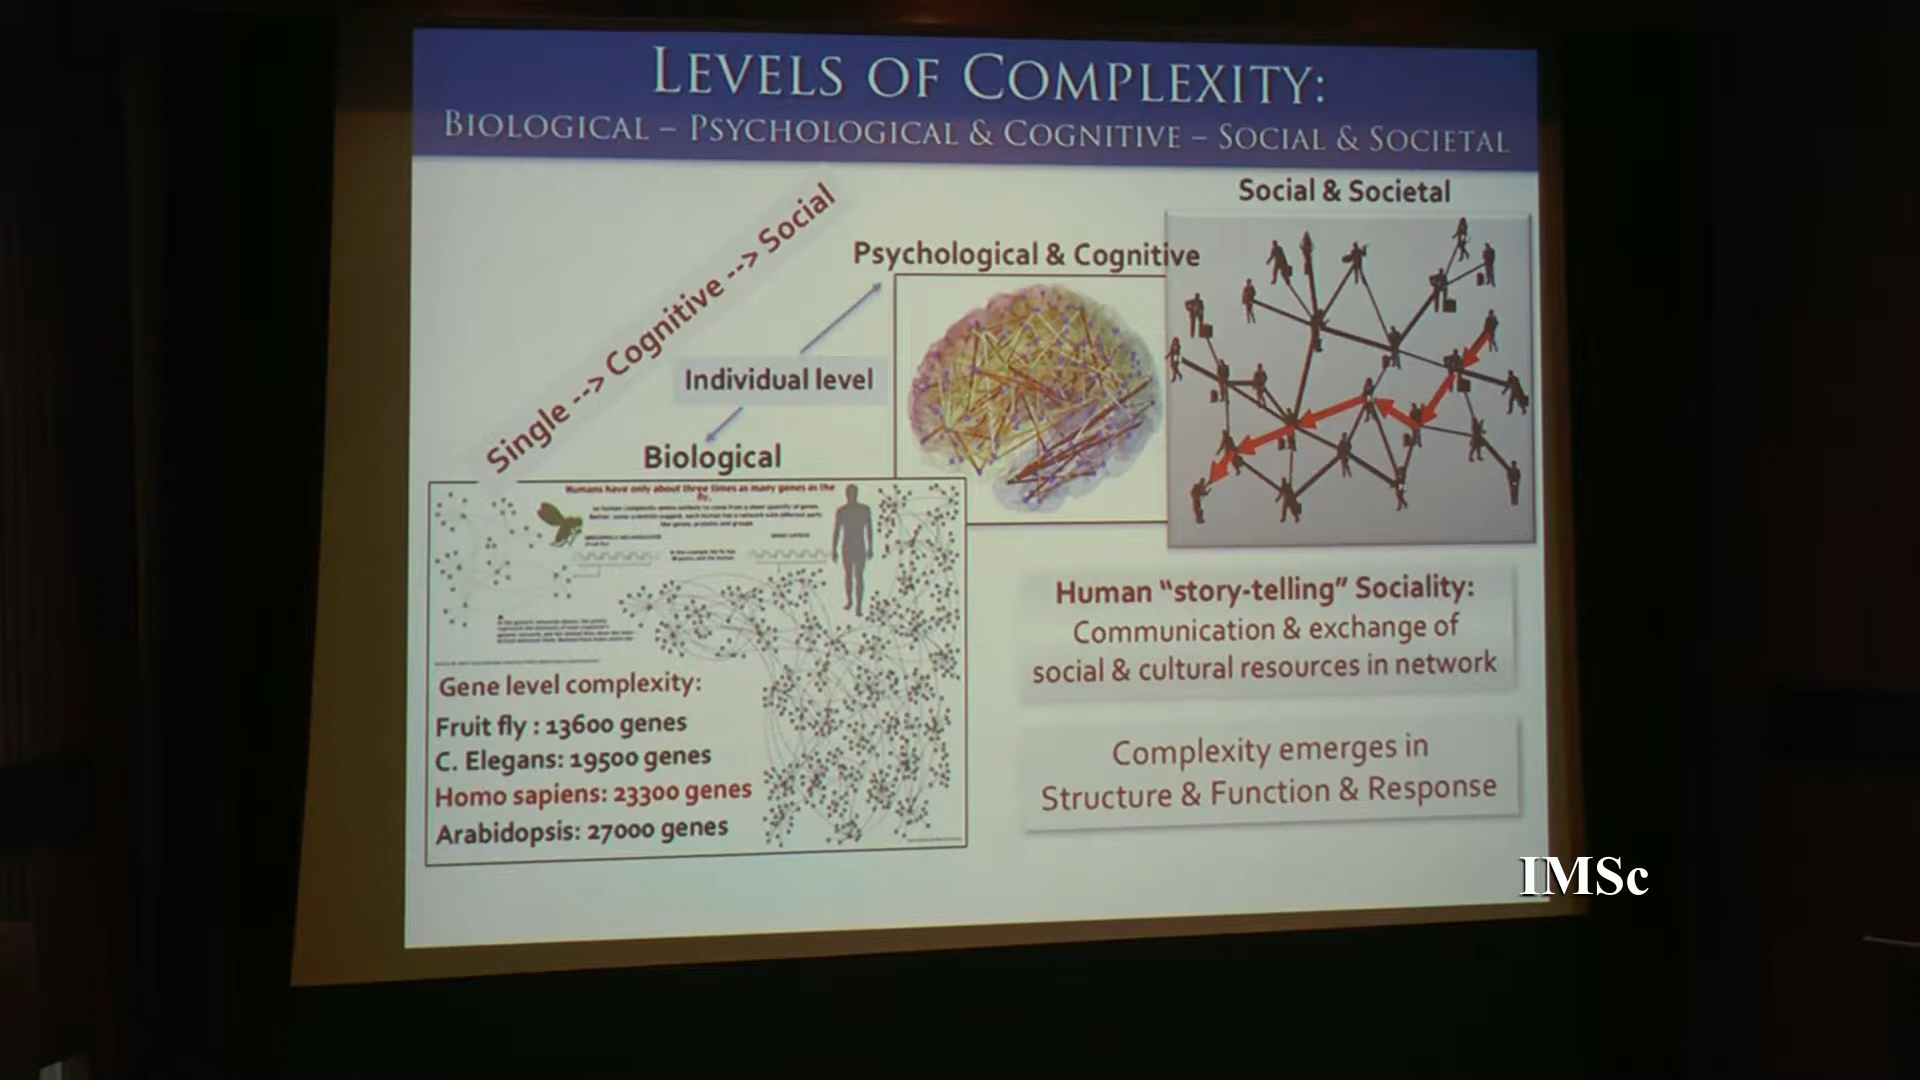 LEVELS OF COMPLEXITY:
BIOLOGICAL – PSYCHOLOGICAL & COGNITIVE – SOCIAL & SOCIETAL
Single --> Cognitive --> Social
Social & Societal
Psychological & Cognitive
Individual level
Biological
Humans have only about three times as many genes as the
fly,
Gene level complexity:
Fruit fly : 13600 genes
C. Elegans: 19500 genes
Homo sapiens: 23300 genes
Arabidopsis: 27000 genes
Human “story-telling” Sociality:
Communication & exchange of
social & cultural resources in network
Complexity emerges in
Structure & Function & Response
IMSc